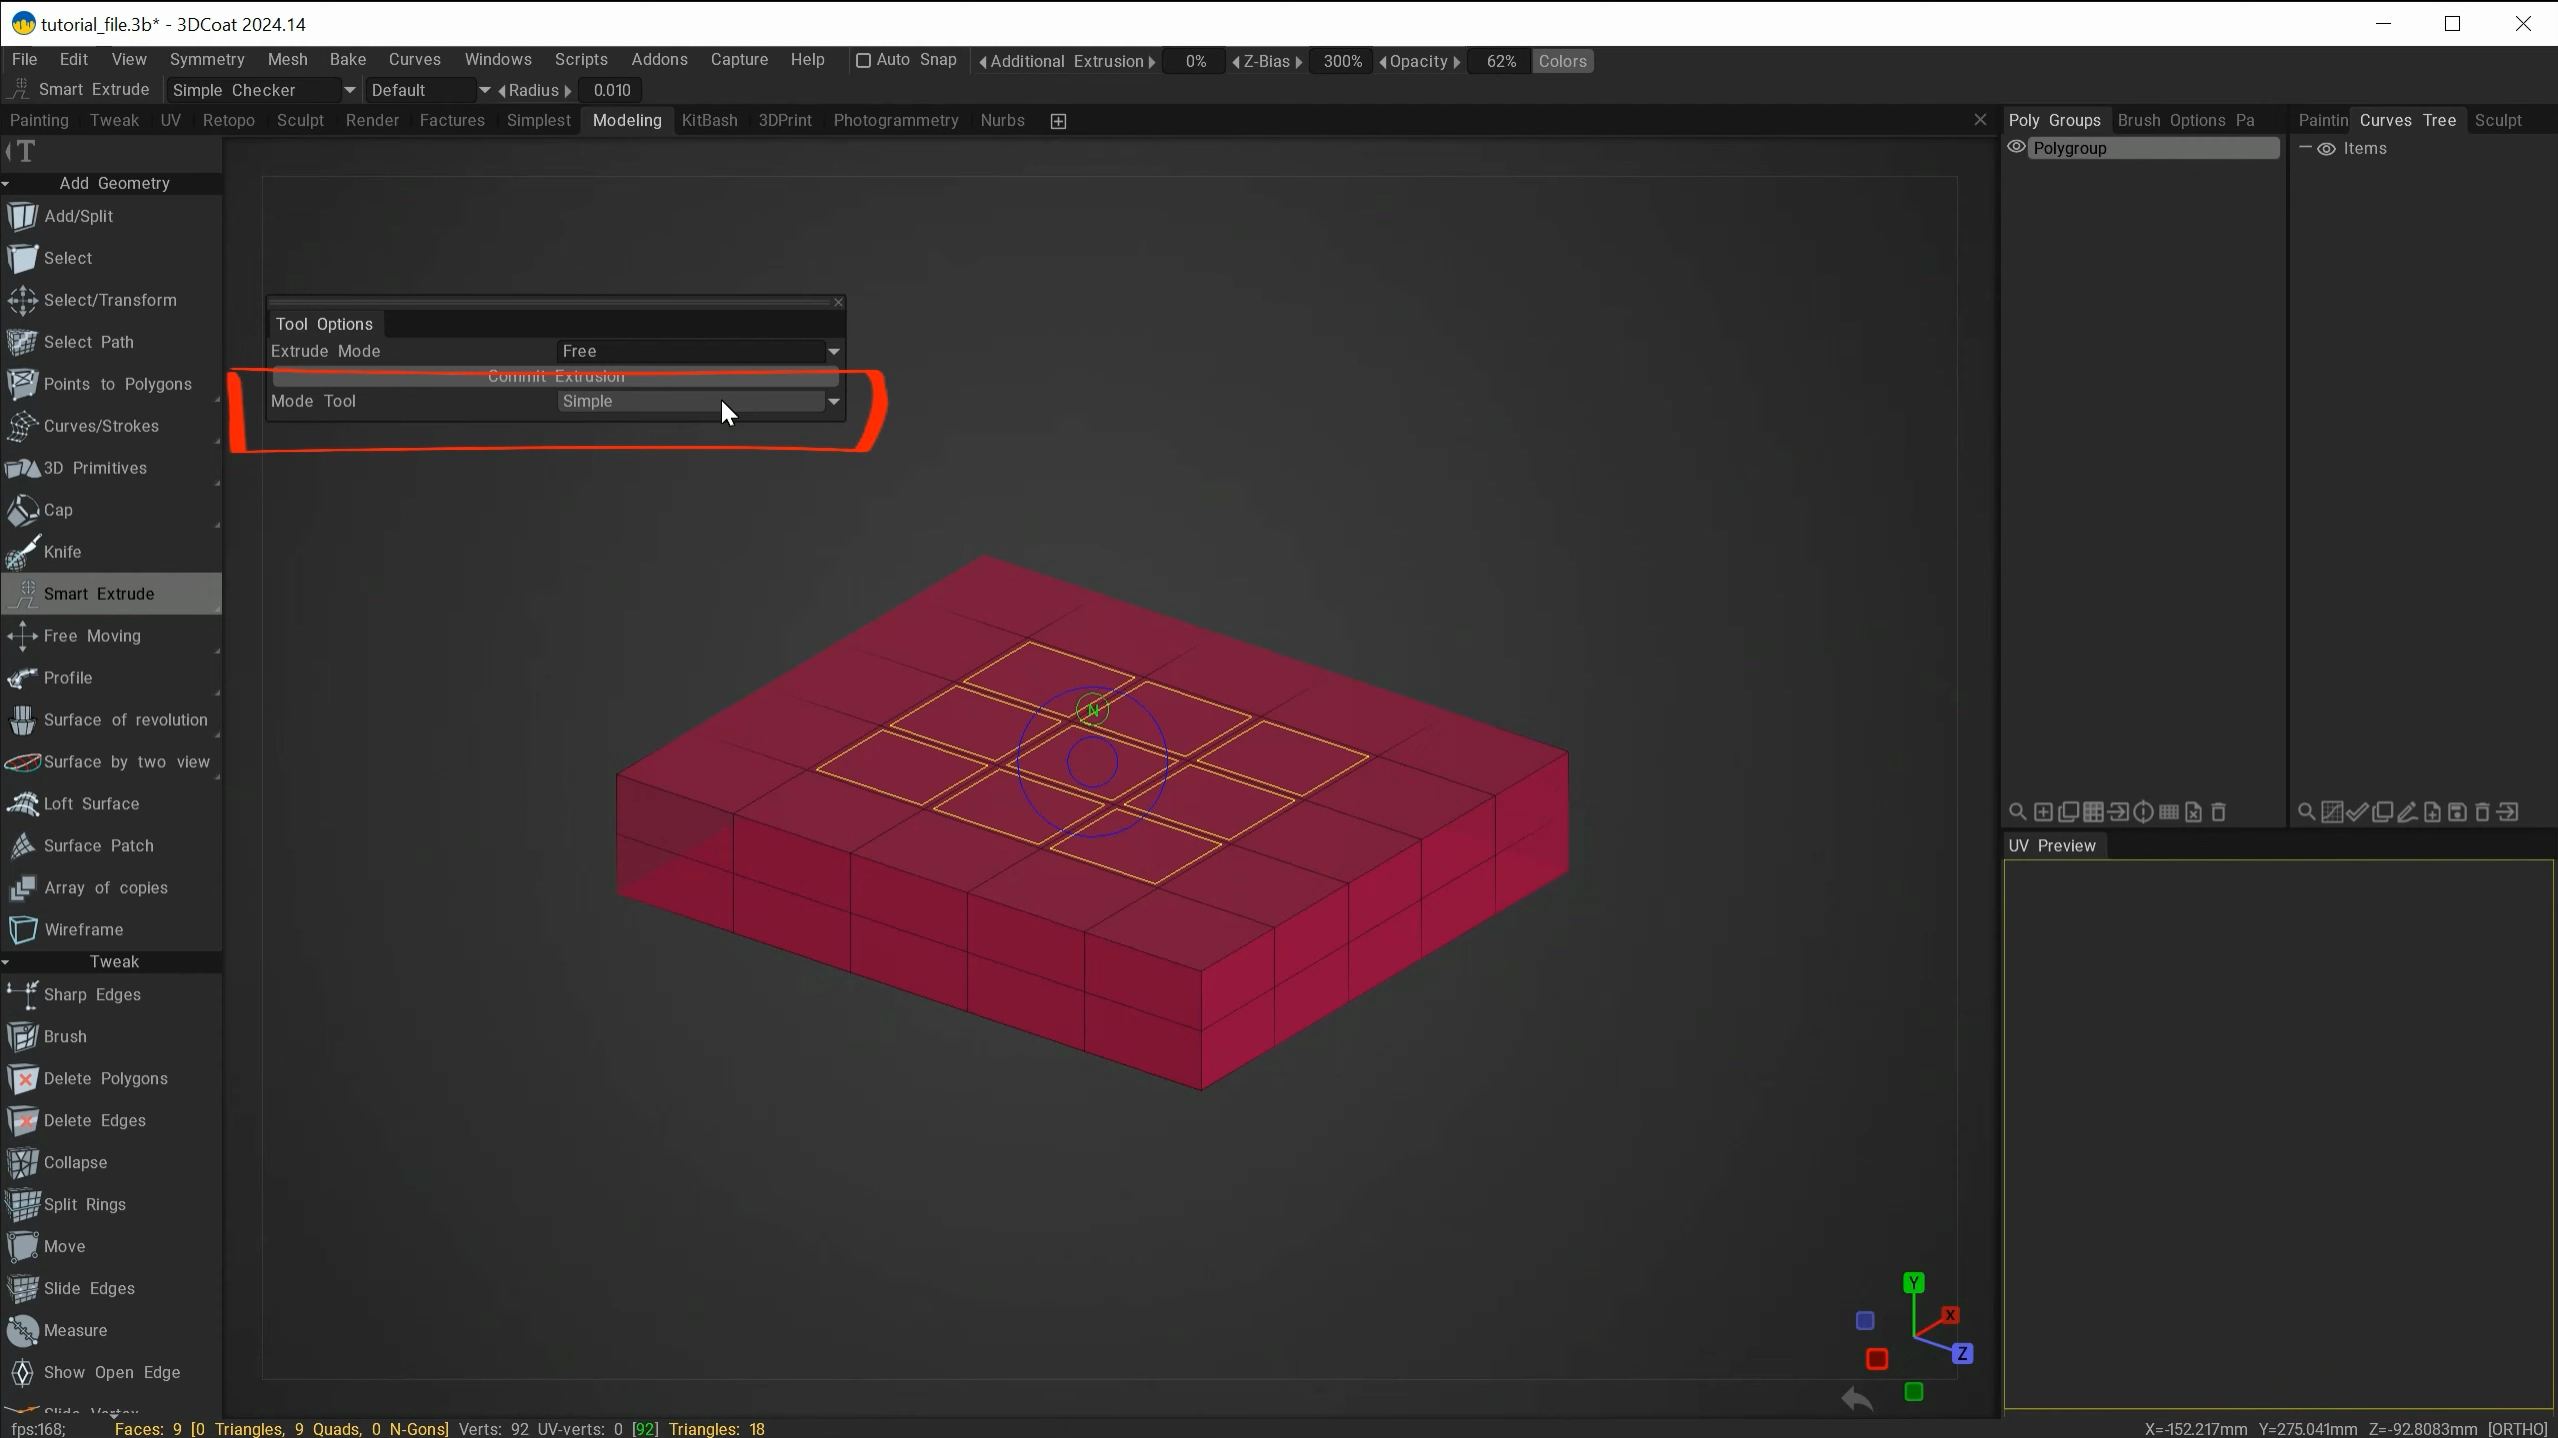 tutorial_file.3b* - 3DCoat 2024.14
File Edit View Symmetry Mesh Bake Curves Windows Scripts Addons Capture Help Auto Snap Additional Extrusion 0% Z-Bias 300% Opacity 62% Colors
Smart Extrude Simple Checker Default Radius 0.010
Painting Tweak UV Retopo Sculpt Render Factures Simplest Modeling KitBash 3DPrint Photogrammetry Nurbs
Poly Groups Brush Options Pa
Paintin Curves Tree Sculpt
T
Polygroup
Items
Add Geometry
Add/Split
Select
Select/Transform
Select Path
Points to Polygons
Curves/Strokes
3D Primitives
Cap
Knife
Smart Extrude
Free Moving
Profile
Surface of revolution
Surface by two view
Loft Surface
Surface Patch
Array of copies
Wireframe
Tweak
Sharp Edges
Brush
Delete Polygons
Delete Edges
Collapse
Split Rings
Move
Slide Edges
Measure
Show Open Edge
Slide Vertex
Tool Options
Extrude Mode Free
Commit Extrusion
Mode Tool Simple
N
UV Preview
Y
X
Z
fps:168; Faces: 9 [0 Triangles, 9 Quads, 0 N-Gons] Verts: 92 UV-verts: 0 [92] Triangles: 18
X=-152.217mm Y=275.041mm Z=-92.8083mm [ORTHO]